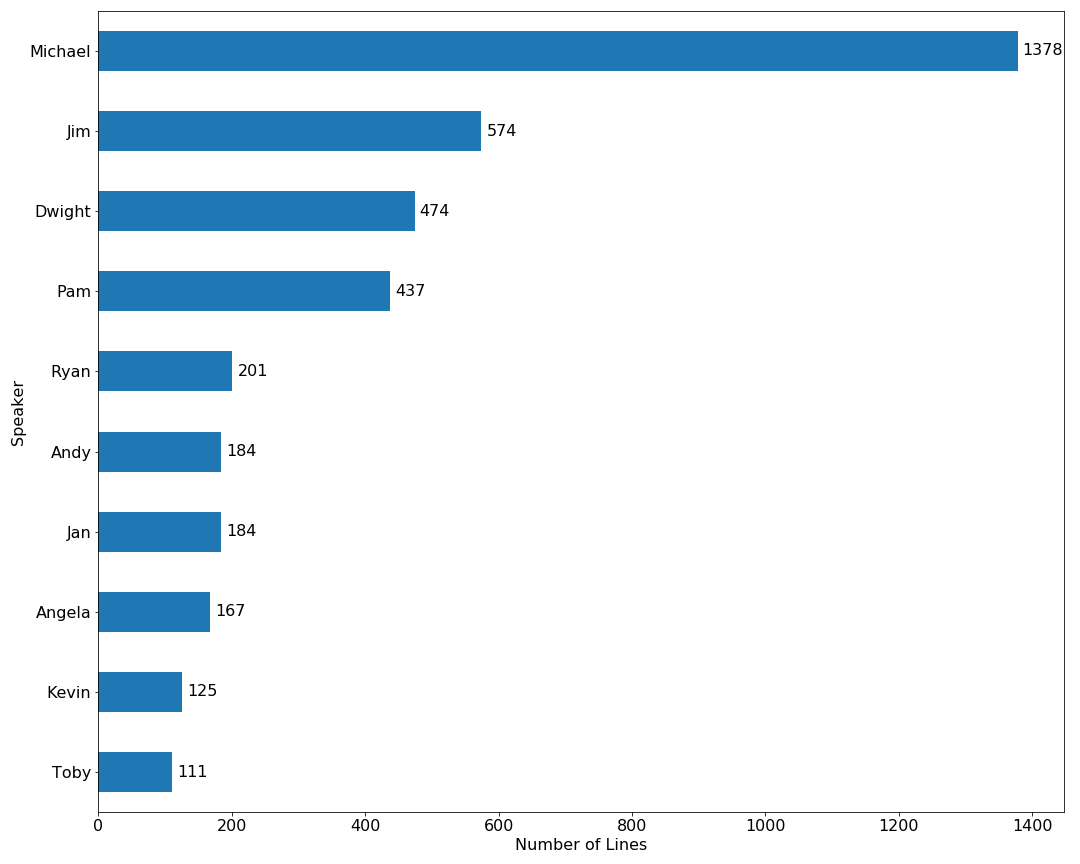 Michael 1378
Jim 574
Dwight 474
Pam 437
Ryan 201
Andy 184
Jan 184
Angela 167
Kevin 125
Toby 111
Speaker
0 200 400 600 800 1000 1200 1400
Number of Lines